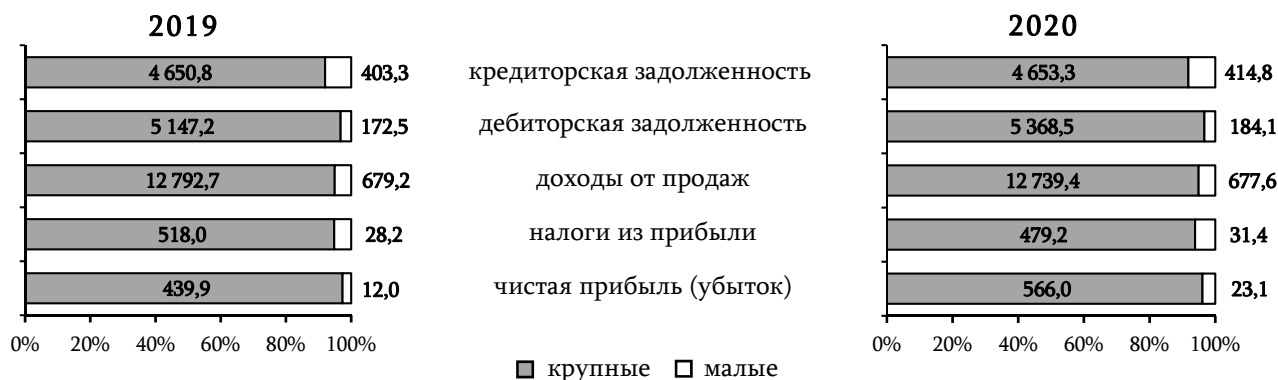 2019
2020
4 650,8 403,3 кредиторская задолженность 4 653,3 414,8
5 147,2 172,5 дебиторская задолженность 5 368,5 184,1
12 792,7 679,2 доходы от продаж 12 739,4 677,6
518,0 28,2 налоги из прибыли 479,2 31,4
439,9 12,0 чистая прибыль (убыток) 566,0 23,1
0% 20% 40% 60% 80% 100% 0% 20% 40% 60% 80% 100%
крупные малые